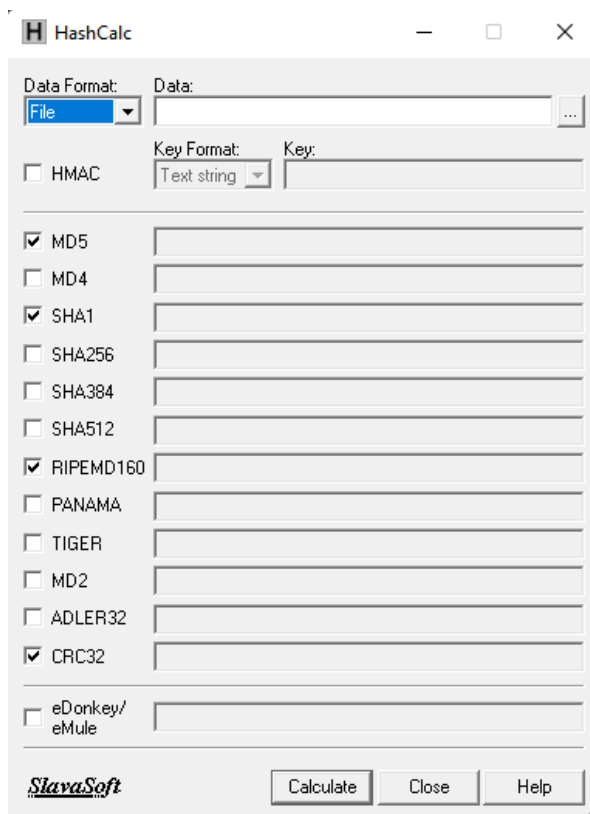 H HashCalc
Data Format: Data:
File ...
Key Format: Key:
HMAC Text string
MD5
MD4
SHA1
SHA256
SHA384
SHA512
RIPEMD160
PANAMA
TIGER
MD2
ADLER32
CRC32
eDonkey/
eMule
SlavaSoft Calculate Close Help